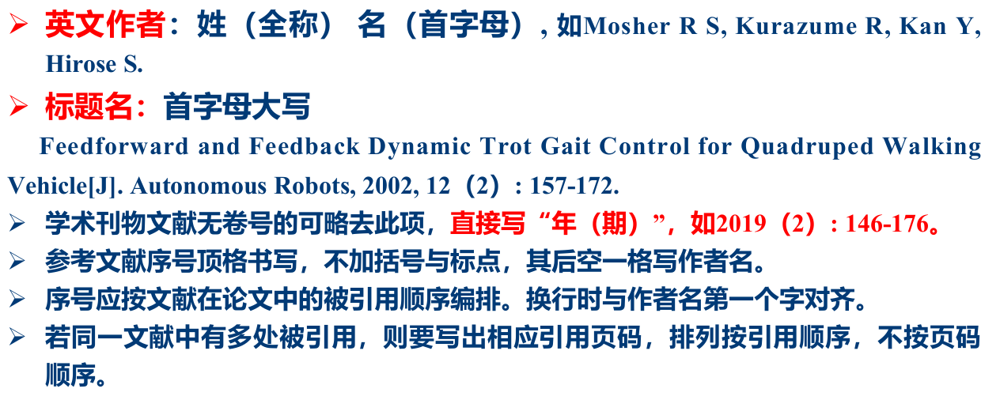 ➢ 英文作者：姓（全称） 名（首字母）, 如Mosher R S, Kurazume R, Kan Y,
Hirose S.
➢ 标题名：首字母大写
Feedforward and Feedback Dynamic Trot Gait Control for Quadruped Walking
Vehicle[J]. Autonomous Robots, 2002, 12（2）: 157-172.
➢ 学术刊物文献无卷号的可略去此项，直接写“年（期）”，如2019（2）: 146-176。
➢ 参考文献序号顶格书写，不加括号与标点，其后空一格写作者名。
➢ 序号应按文献在论文中的被引用顺序编排。换行时与作者名第一个字对齐。
➢ 若同一文献中有多处被引用，则要写出相应引用页码，排列按引用顺序，不按页码
顺序。